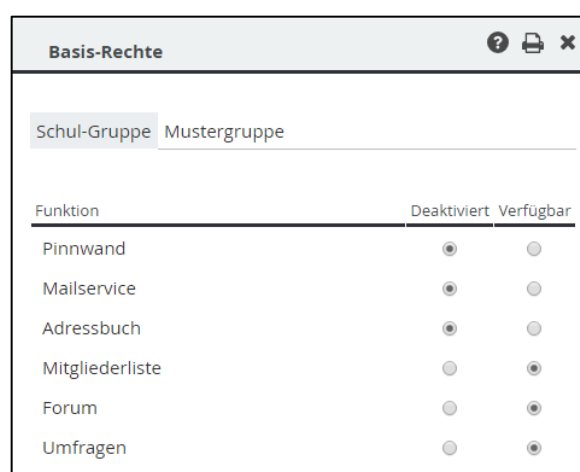 Basis-Rechte
Schul-Gruppe Mustergruppe
Funktion Deaktiviert Verfügbar
Pinnwand
Mailservice
Adressbuch
Mitgliederliste
Forum
Umfragen